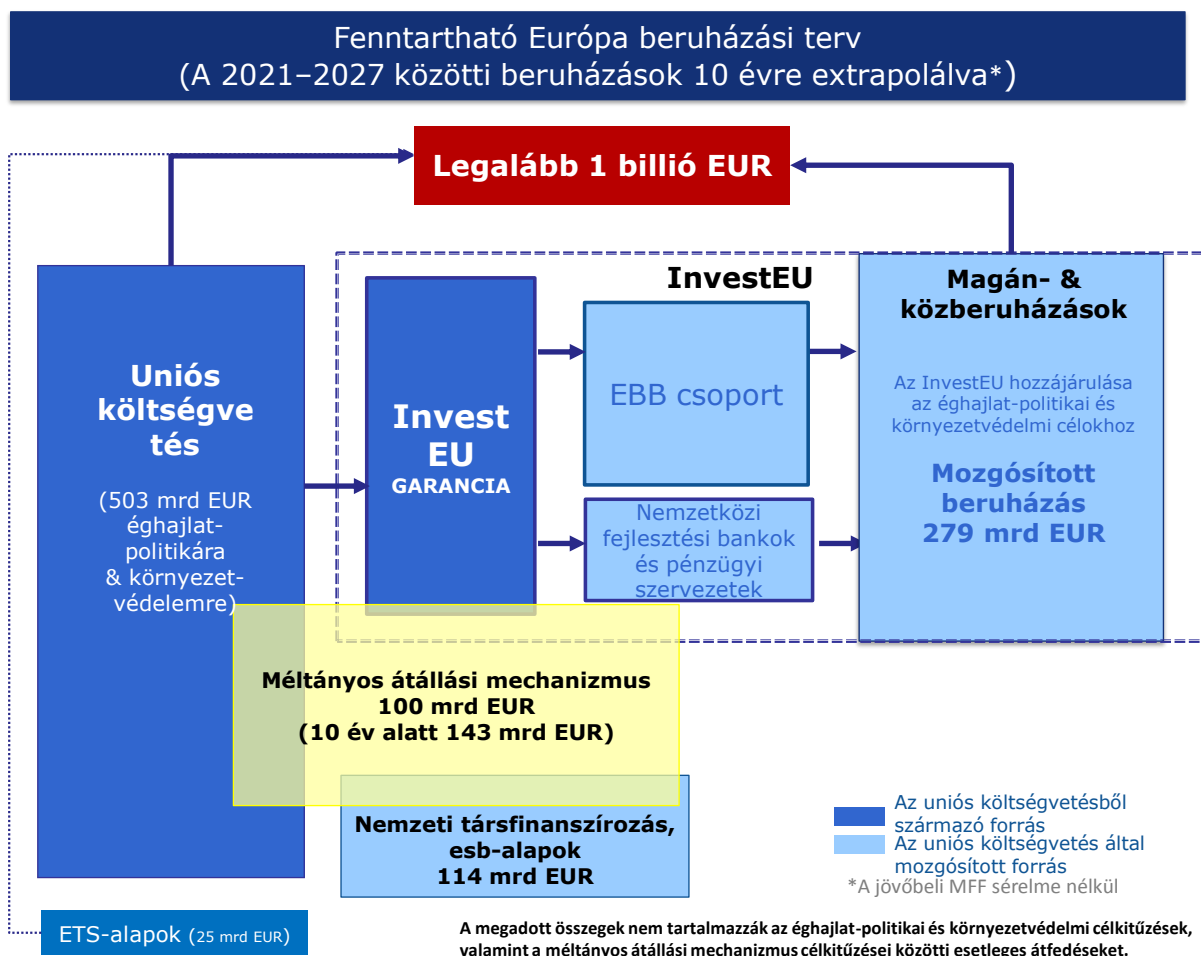 Fenntartható Európa beruházási terv
(A 2021–2027 közötti beruházások 10 évre extrapolálva*)
Legalább 1 billió EUR
Uniós
költségve
tés
(503 mrd EUR
éghajlat-
politikára
& környezet-
védelemre)
InvestEU
Invest
EU
GARANCIA
EBB csoport
Nemzetközi
fejlesztési bankok
és pénzügyi
szervezetek
Magán- &
közberuházások
Az InvestEU hozzájárulása
az éghajlat-politikai és
környezetvédelmi célokhoz
Mozgósított
beruházás
279 mrd EUR
Méltányos átállási mechanizmus
100 mrd EUR
(10 év alatt 143 mrd EUR)
Nemzeti társfinanszírozás,
esb-alapok
114 mrd EUR
Az uniós költségvetésből
származó forrás
Az uniós költségvetés által
mozgósított forrás
*A jövőbeli MFF sérelme nélkül
ETS-alapok (25 mrd EUR)
A megadott összegek nem tartalmazzák az éghajlat-politikai és környezetvédelmi célkitűzések,
valamint a méltányos átállási mechanizmus célkitűzései közötti esetleges átfedéseket.